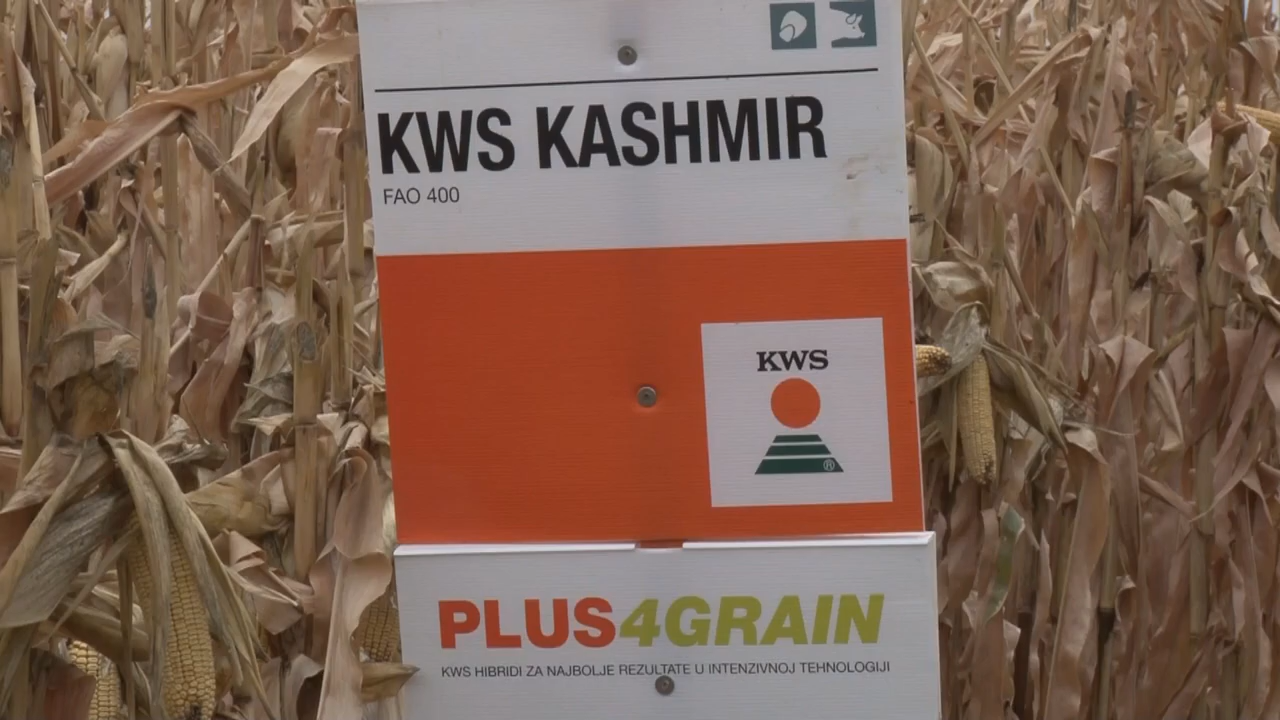 KWS KASHMIR
FAO 400
KWS
®
PLUS4GRAIN
KWS HIBRIDI ZA NAJBOLJE REZULTATE U INTENZIVNOJ TEHNOLOGIJI